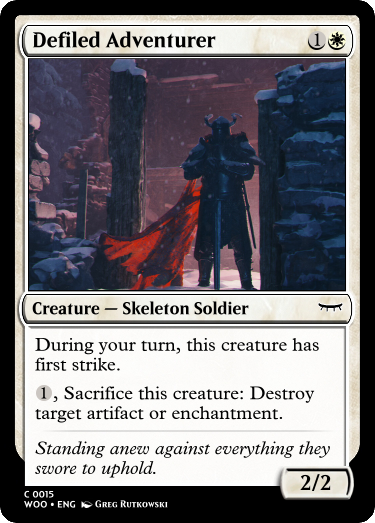 Defiled Adventurer 1
Creature — Skeleton Soldier
During your turn, this creature has
first strike.
1, Sacrifice this creature: Destroy
target artifact or enchantment.
Standing anew against everything they
swore to uphold.
2/2
C 0015
WOO • ENG Greg Rutkowski